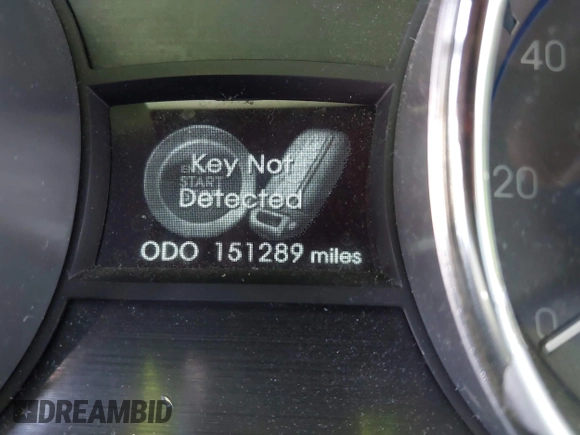 40
Key Not
START
Detected
20
ODO 151289 miles
0
DREAMBID